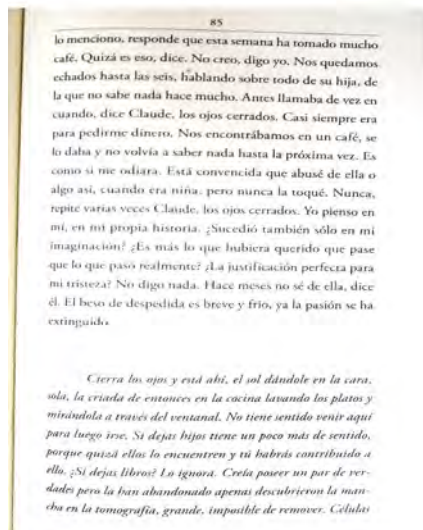 85
lo menciono, responde que esta semana ha tomado mucho
café. Quizá es eso, dice. No creo, digo yo. Nos quedamos
echados hasta las seis, hablando sobre todo de su hija, de
la que no sabe nada hace mucho. Antes llamaba de vez en
cuando, dice Claude, los ojos cerrados. Casi siempre era
para pedirme dinero. Nos encontrábamos en un café, se
lo daba y no volvía a saber nada hasta la próxima vez. Es
como si me odiara. Está convencida que abusé de ella o
algo así, cuando era niña, pero nunca la toqué. Nunca,
repite varias veces Claude, los ojos cerrados. Yo pienso en
mí, en mi propia historia. ¿Sucedió también sólo en mi
imaginación? ¿Es más lo que hubiera querido que pase
que lo que pasó realmente? ¿La justificación perfecta para
mi tristeza? No digo nada. Hace meses no sé de ella, dice
él. El beso de despedida es breve y frío, ya la pasión se ha
extinguido.
Cierra los ojos y está ahí, el sol dándole en la cara,
sola, la criada de entonces en la cocina lavando los platos y
mirándola a través del ventanal. No tiene sentido venir aquí
para luego irse. Si dejas hijos tiene un poco más de sentido,
porque quizá ellos lo encuentren y tú habrás contribuido a
ello. ¿Si dejas libros? Lo ignora. Creía poseer un par de ver-
dades pero la han abandonado apenas descubrieron la man-
cha en la tomografía, grande, imposible de remover. Células